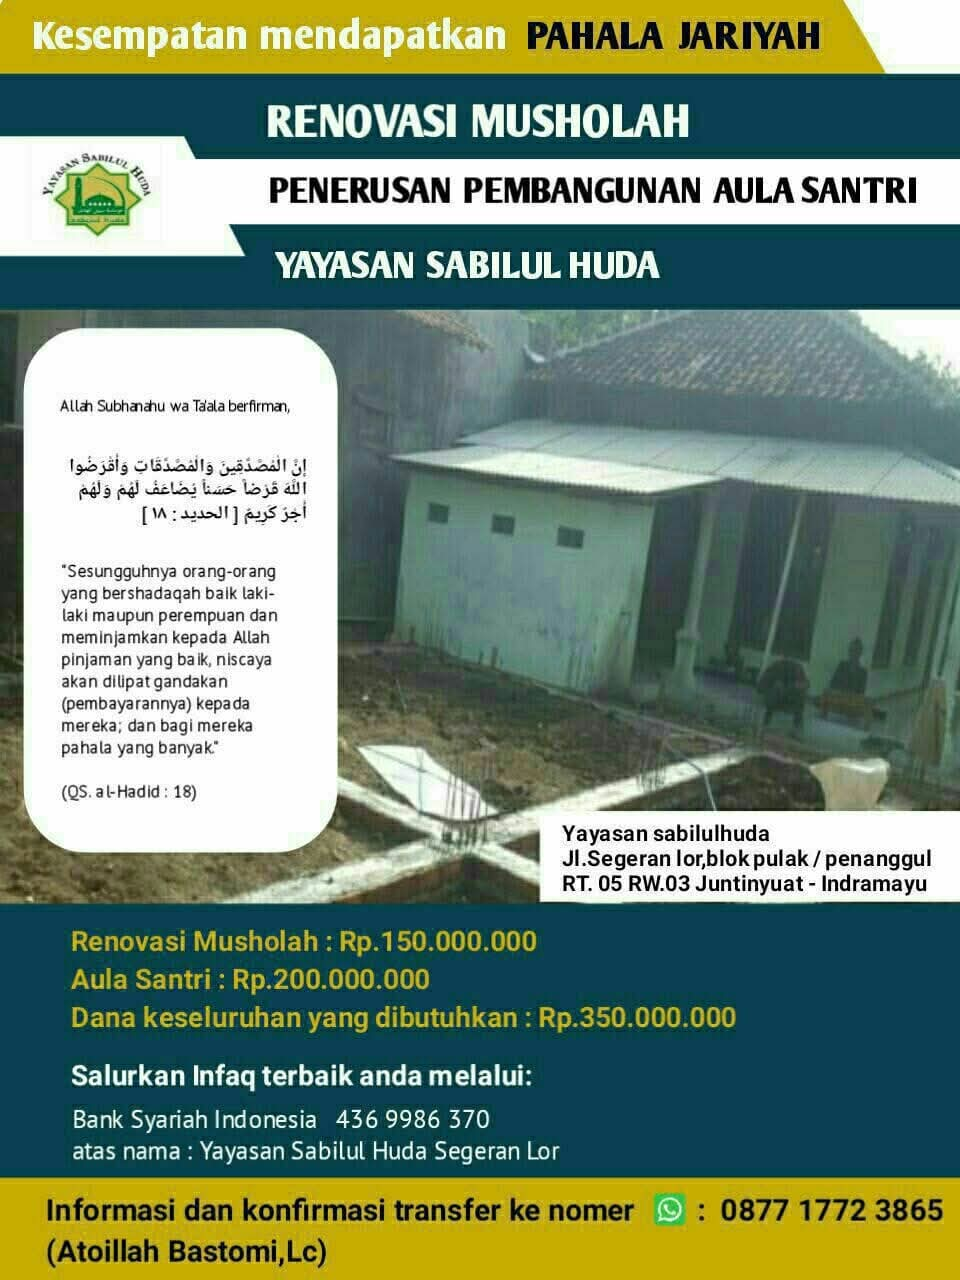 Kesempatan mendapatkan PAHALA JARIYAH
RENOVASI MUSHOLAH
YAYASAN SABILUL HUDA
PENERUSAN PEMBANGUNAN AULA SANTRI
YAYASAN SABILUL HUDA
Allah Subhanahu wa Ta'ala berfirman,
إِنَّ الْمُصَّدِّقِينَ وَالْمُصَّدِّقَاتِ وَأَقْرَضُوا
اللَّهَ قَرْضاً حَسَناً يُضَاعَفُ لَهُمْ وَلَهُمْ
أَجْرٌ كَرِيمٌ [ الحديد : ١٨ ]
"Sesungguhnya orang-orang
yang bershadaqah baik laki-
laki maupun perempuan dan
meminjamkan kepada Allah
pinjaman yang baik, niscaya
akan dilipat gandakan
(pembayarannya) kepada
mereka; dan bagi mereka
pahala yang banyak."
(QS. al-Hadid : 18)
Yayasan sabilulhuda
Jl.Segeran lor,blok pulak / penanggul
RT. 05 RW.03 Juntinyuat - Indramayu
Renovasi Musholah : Rp.150.000.000
Aula Santri : Rp.200.000.000
Dana keseluruhan yang dibutuhkan : Rp.350.000.000
Salurkan Infaq terbaik anda melalui:
Bank Syariah Indonesia 436 9986 370
atas nama : Yayasan Sabilul Huda Segeran Lor
Informasi dan konfirmasi transfer ke nomer : 0877 1772 3865
(Atoillah Bastomi,Lc)